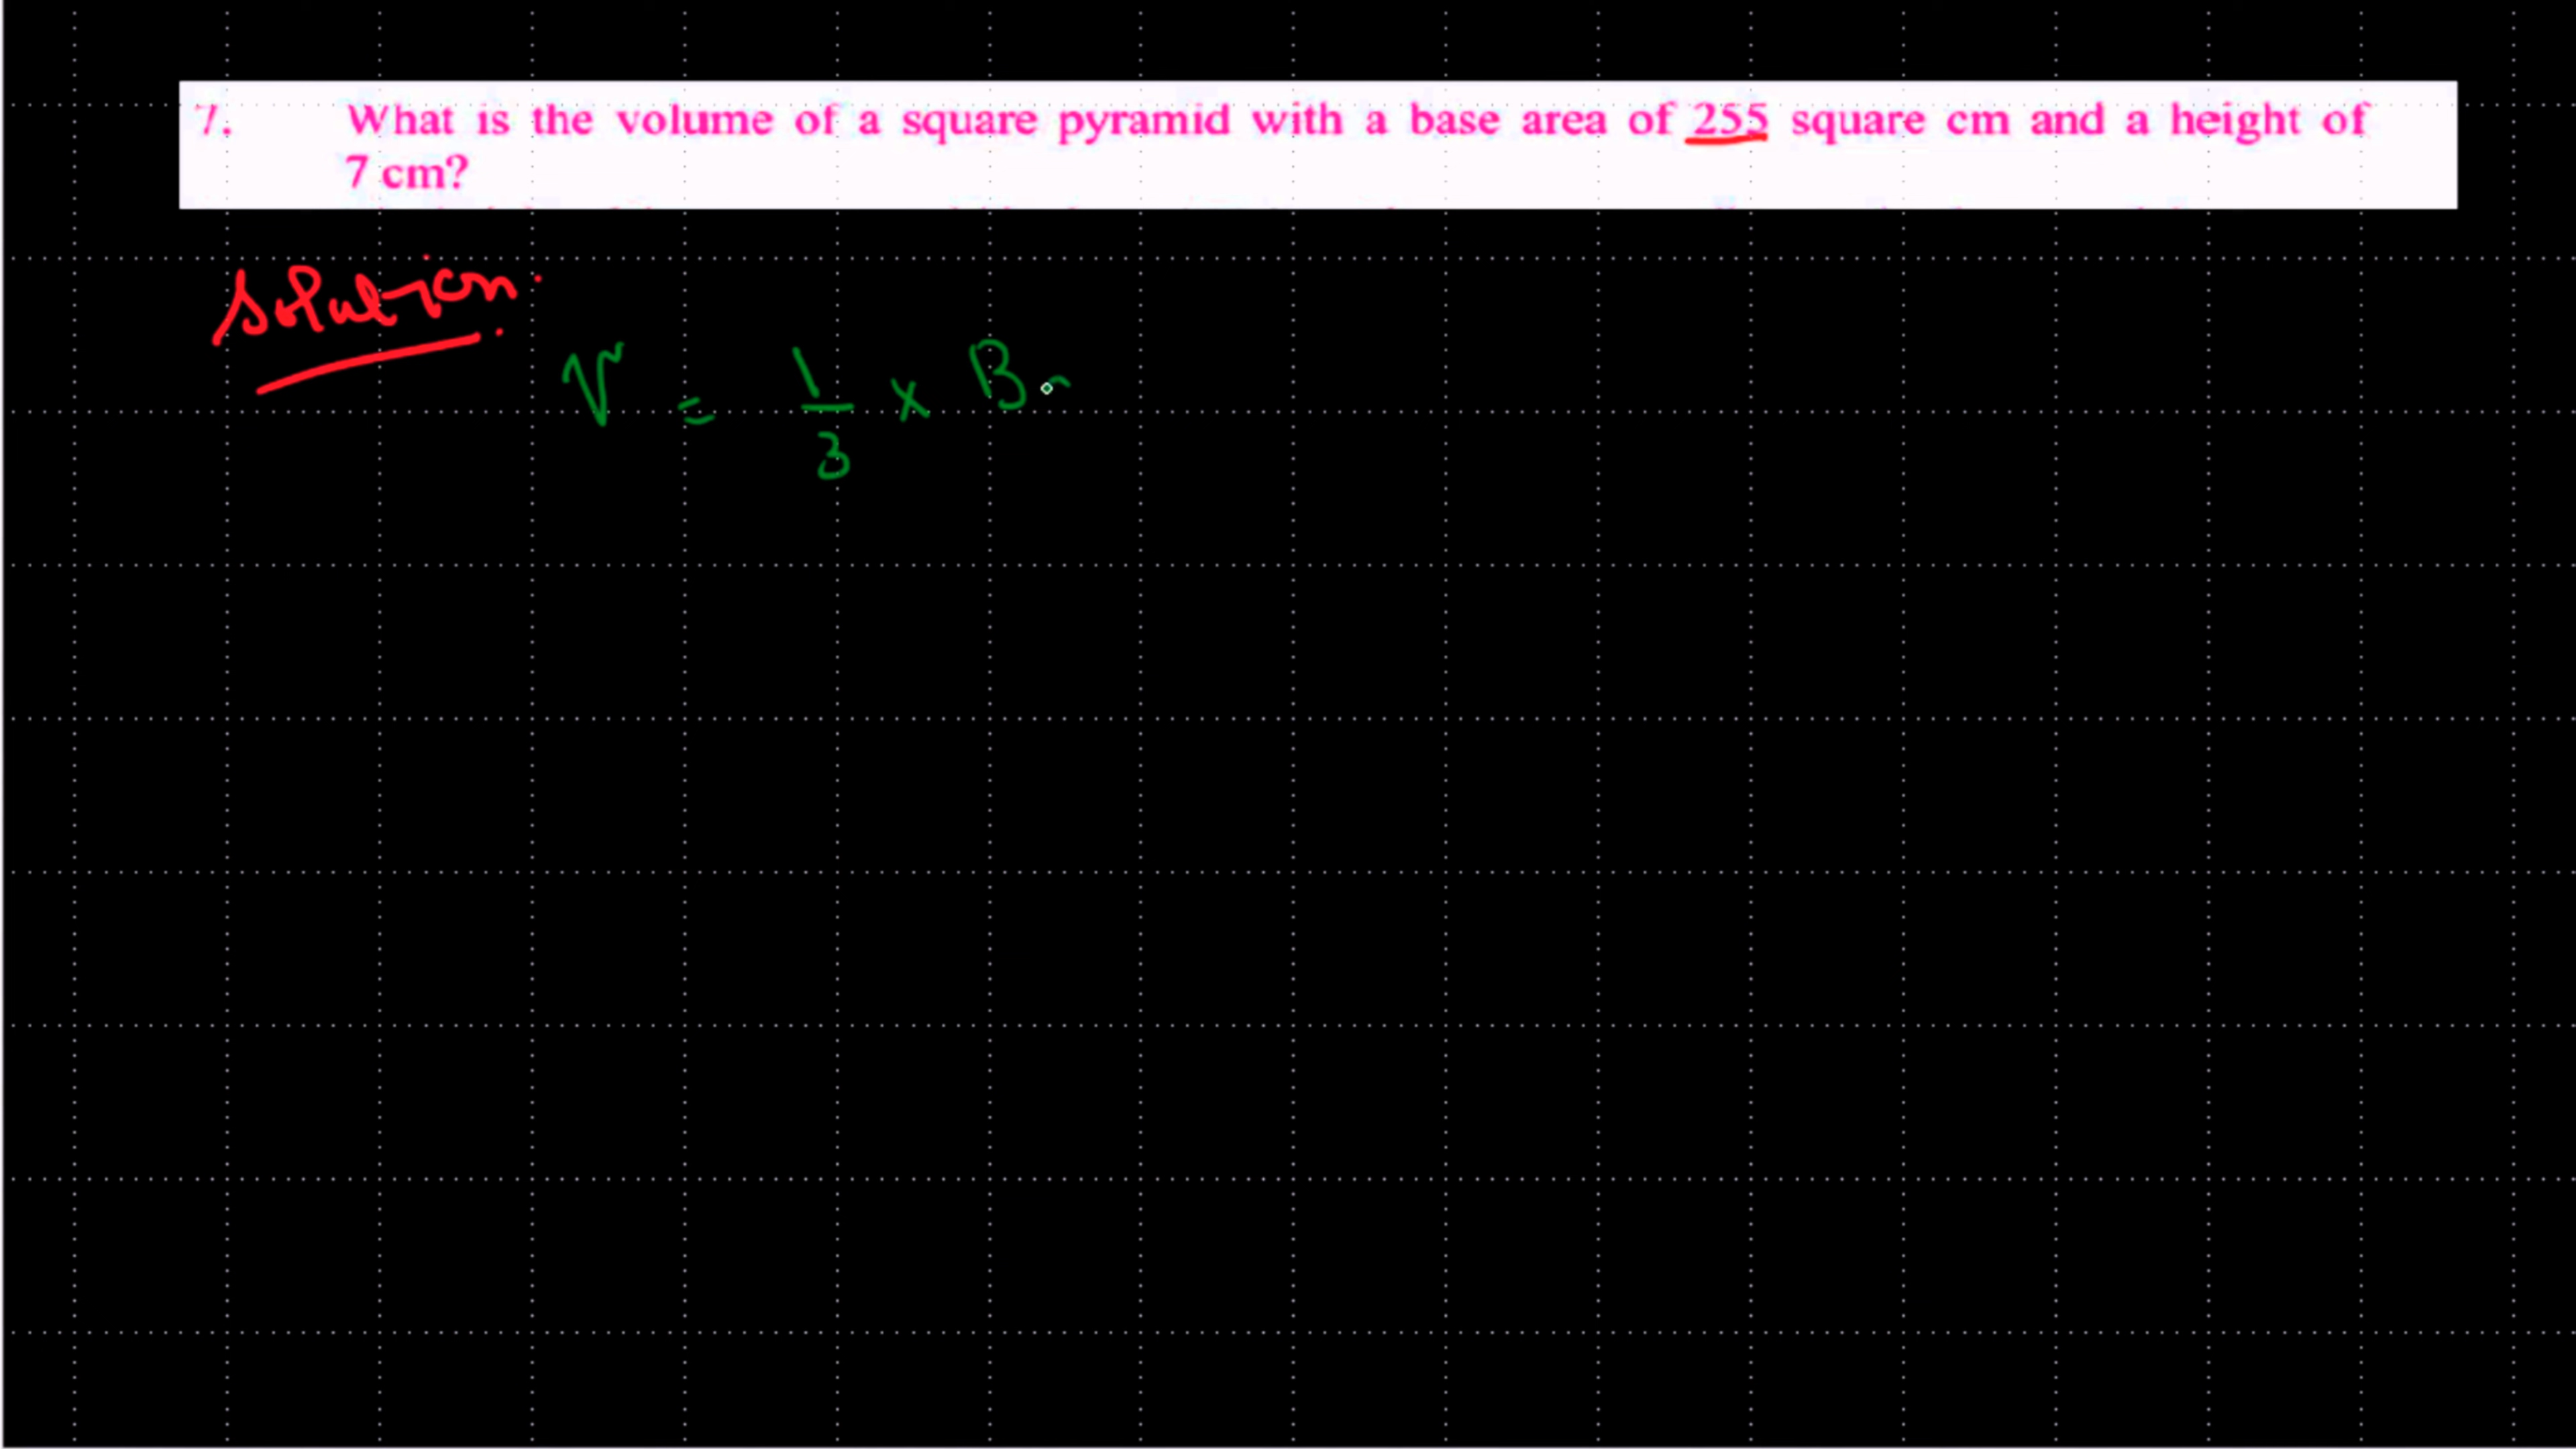 7. What is the volume of a square pyramid with a base area of 255 square cm and a height of
7 cm?
Solution.
V = 1/3 x B